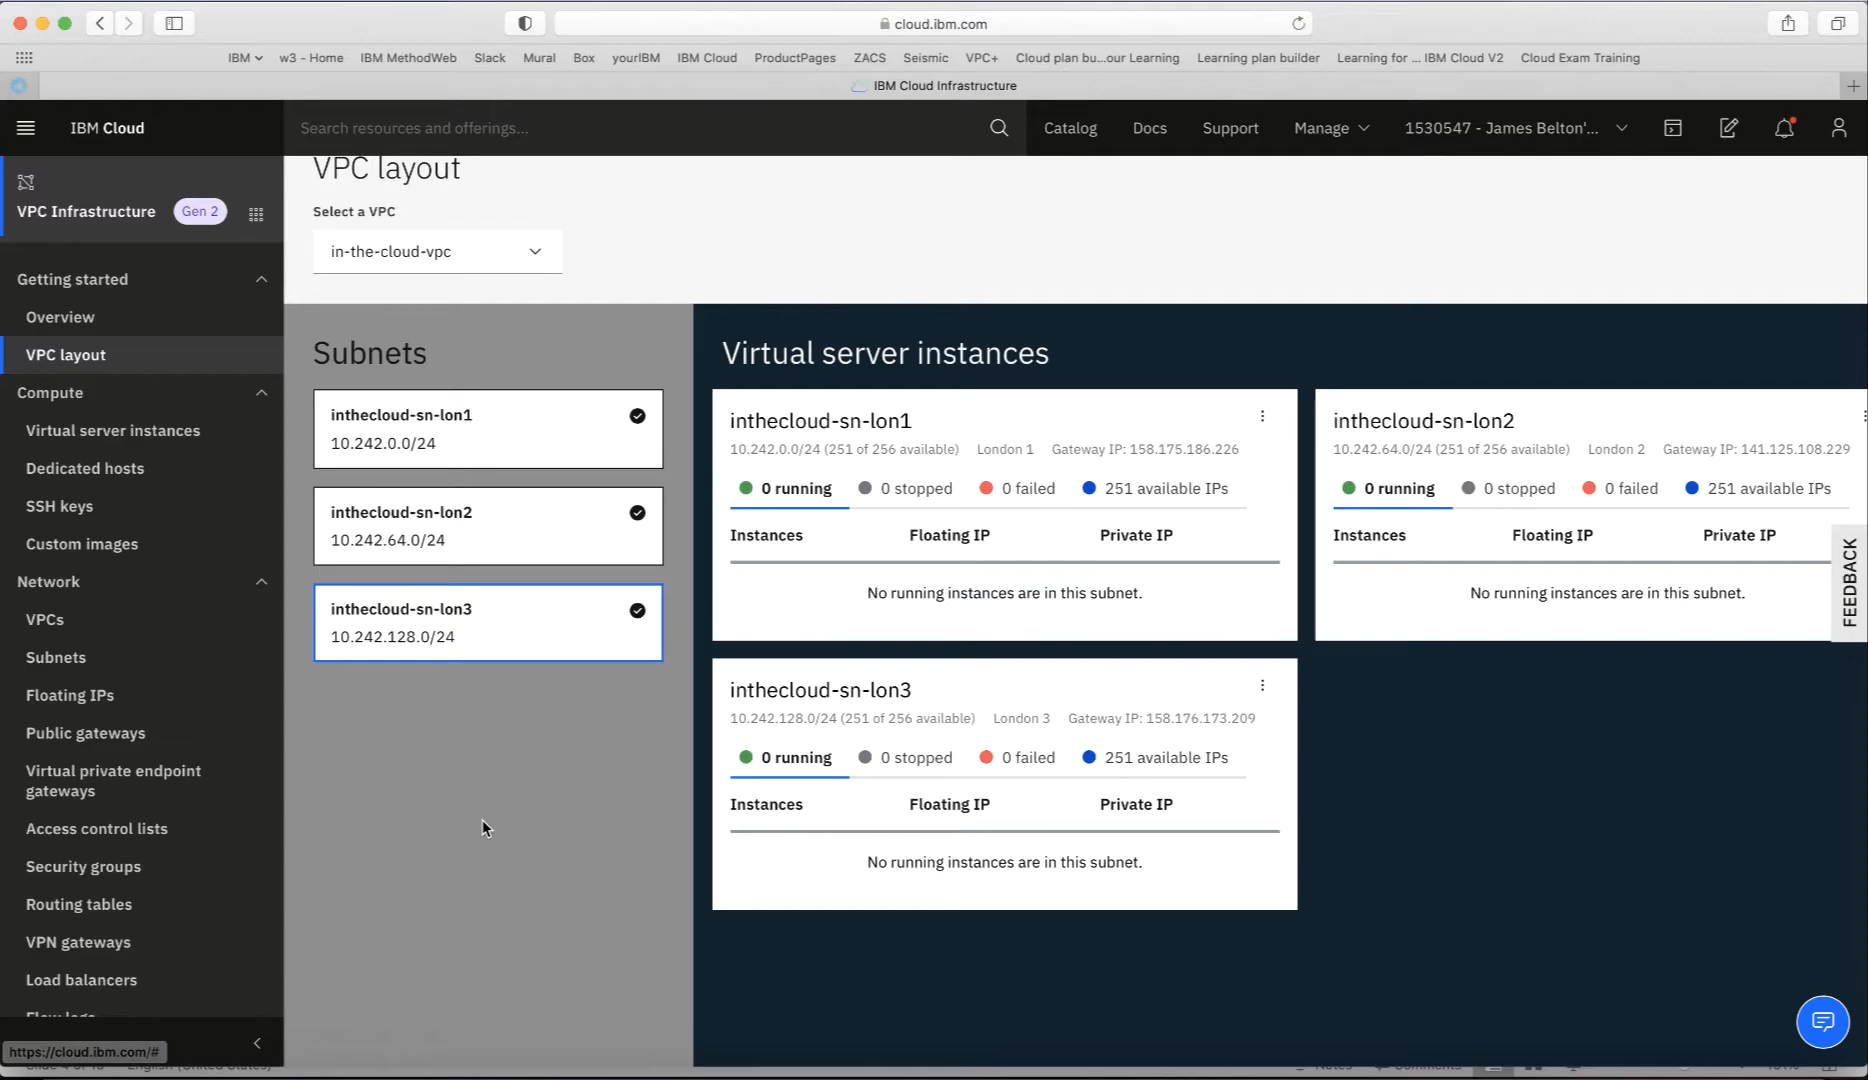 cloud.ibm.com
IBM w3 - Home IBM MethodWeb Slack Mural Box yourIBM IBM Cloud ProductPages ZACS Seismic VPC+ Cloud plan bu...our Learning Learning plan builder Learning for ... IBM Cloud V2 Cloud Exam Training
IBM Cloud Infrastructure
IBM Cloud
Search resources and offerings...
Catalog Docs Support Manage 1530547 - James Belton'...
VPC Infrastructure Gen 2
Getting started
Overview
VPC layout
Compute
Virtual server instances
Dedicated hosts
SSH keys
Custom images
Network
VPCs
Subnets
Floating IPs
Public gateways
Virtual private endpoint
gateways
Access control lists
Security groups
Routing tables
VPN gateways
Load balancers
https://cloud.ibm.com/#
VPC layout
Select a VPC
in-the-cloud-vpc
Subnets
inthecloud-sn-lon1
10.242.0.0/24
inthecloud-sn-lon2
10.242.64.0/24
inthecloud-sn-lon3
10.242.128.0/24
Virtual server instances
inthecloud-sn-lon1
10.242.0.0/24 (251 of 256 available) London 1 Gateway IP: 158.175.186.226
0 running 0 stopped 0 failed 251 available IPs
Instances Floating IP Private IP
No running instances are in this subnet.
inthecloud-sn-lon2
10.242.64.0/24 (251 of 256 available) London 2 Gateway IP: 141.125.108.229
0 running 0 stopped 0 failed 251 available IPs
Instances Floating IP Private IP
No running instances are in this subnet.
inthecloud-sn-lon3
10.242.128.0/24 (251 of 256 available) London 3 Gateway IP: 158.176.173.209
0 running 0 stopped 0 failed 251 available IPs
Instances Floating IP Private IP
No running instances are in this subnet.
FEEDBACK